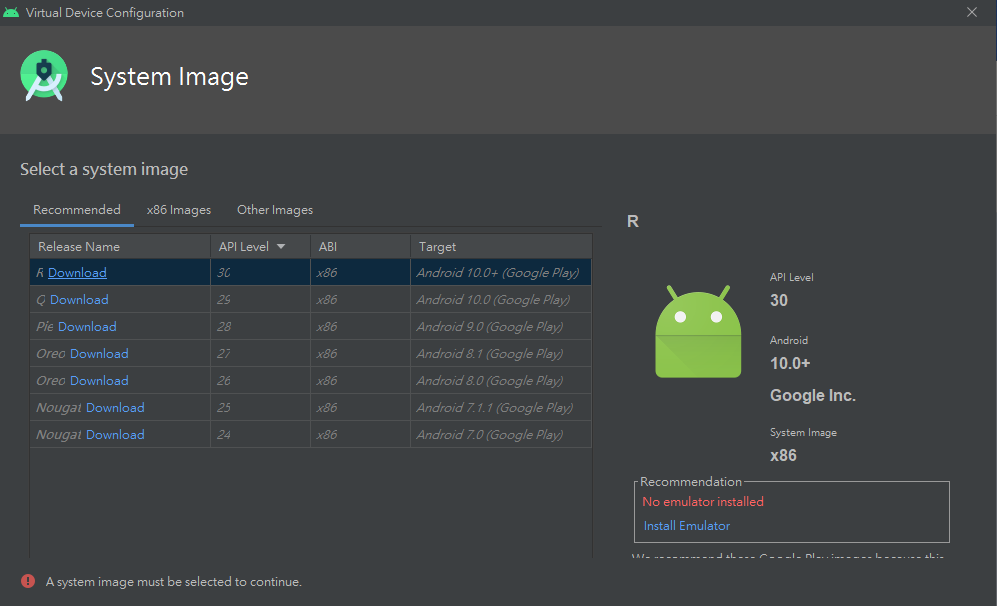 Virtual Device Configuration
System Image
Select a system image
Recommended x86 Images Other Images
Release Name API Level ABI Target
R Download 30 x86 Android 10.0+ (Google Play)
Q Download 29 x86 Android 10.0 (Google Play)
Pie Download 28 x86 Android 9.0 (Google Play)
Oreo Download 27 x86 Android 8.1 (Google Play)
Oreo Download 26 x86 Android 8.0 (Google Play)
Nougat Download 25 x86 Android 7.1.1 (Google Play)
Nougat Download 24 x86 Android 7.0 (Google Play)
R
API Level
30
Android
10.0+
Google Inc.
System Image
x86
Recommendation
No emulator installed
Install Emulator
We recommend these Google Play images because this
A system image must be selected to continue.